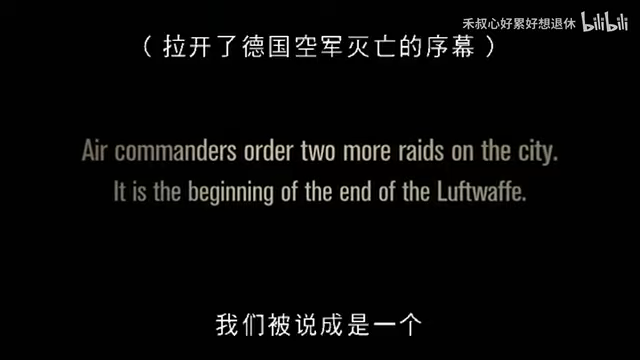 禾叔心好累好想退休 bilibili
（拉开了德国空军灭亡的序幕）
Air commanders order two more raids on the city.
It is the beginning of the end of the Luftwaffe.
我们被说成是一个